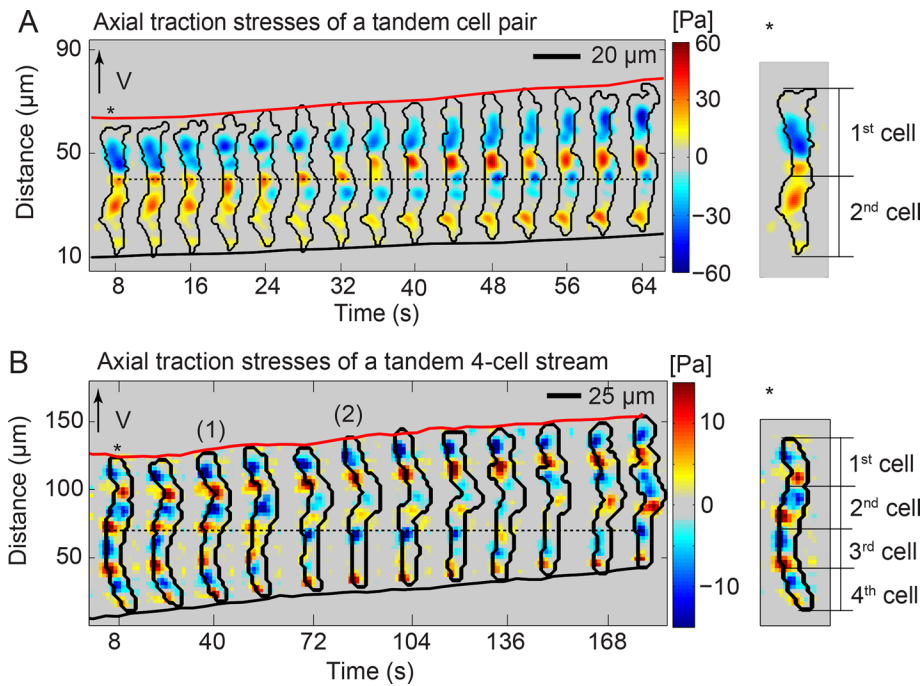 A
Axial traction stresses of a tandem cell pair
[Pa]
*
90
50
10
Distance (µm)
V
*
20 µm
60
30
0
−30
−60
8
16
24
32
40
48
56
64
Time (s)
1st cell
2nd cell
B
Axial traction stresses of a tandem 4-cell stream
[Pa]
*
150
100
50
Distance (µm)
V
*
(1)
(2)
25 µm
10
0
−10
8
40
72
104
136
168
Time (s)
1st cell
2nd cell
3rd cell
4th cell